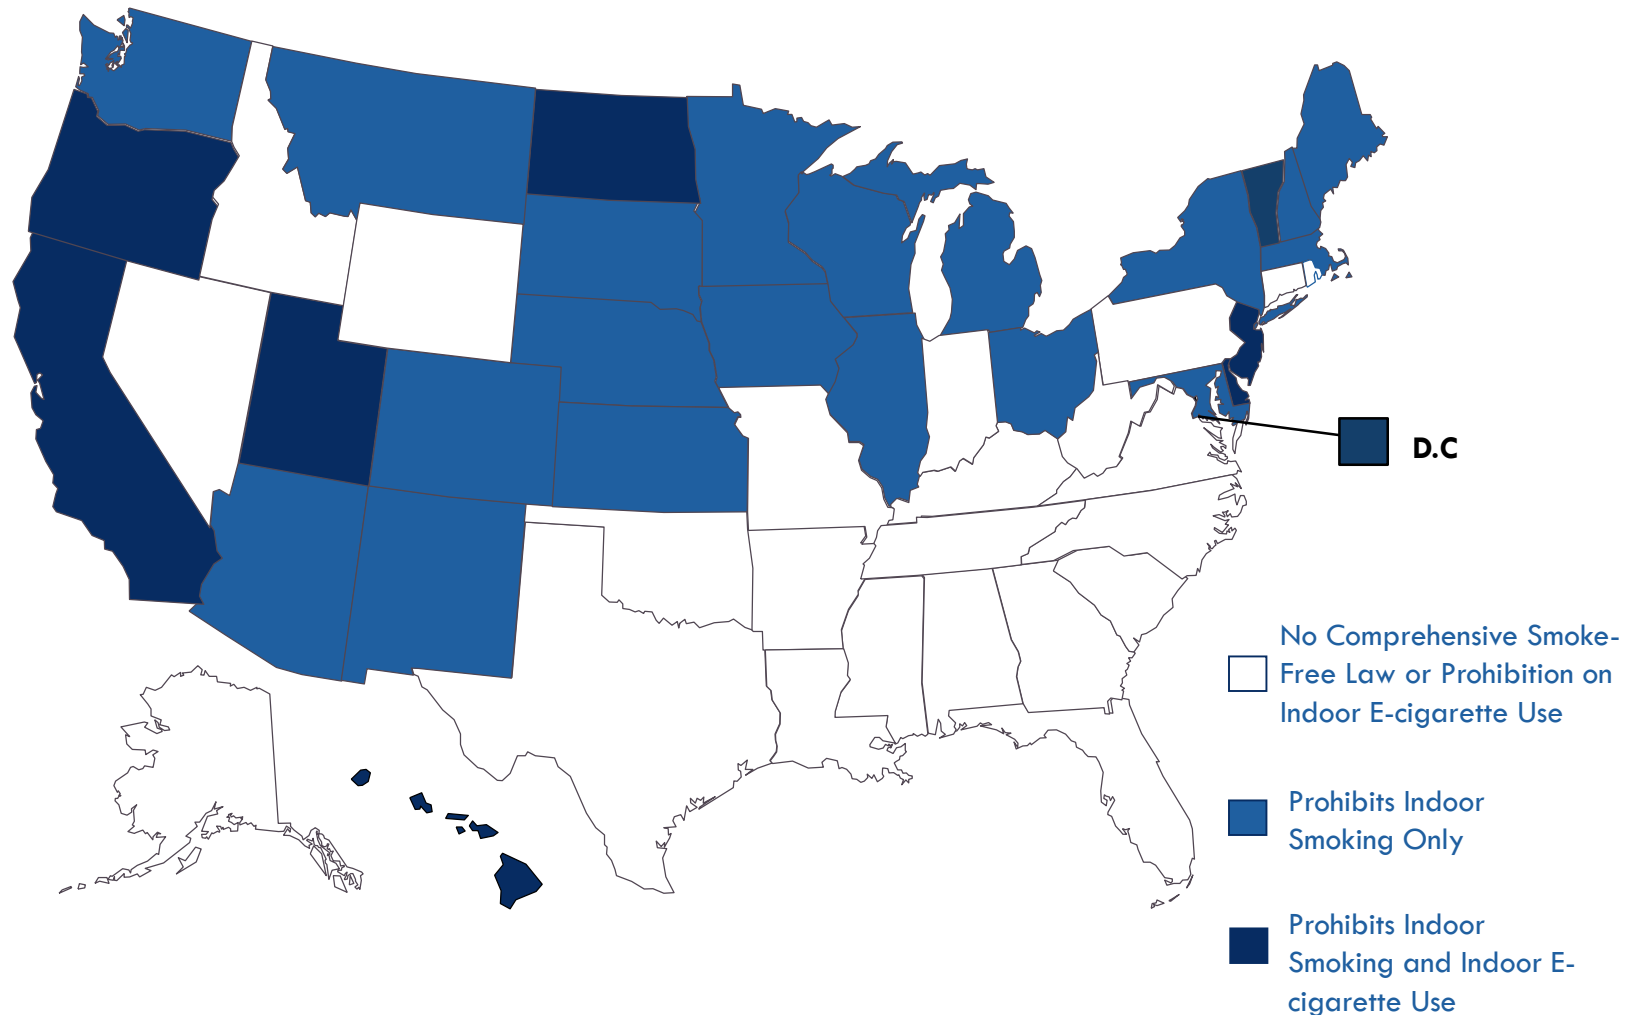 D.C
No Comprehensive Smoke-
Free Law or Prohibition on
Indoor E-cigarette Use
Prohibits Indoor
Smoking Only
Prohibits Indoor
Smoking and Indoor E-
cigarette Use